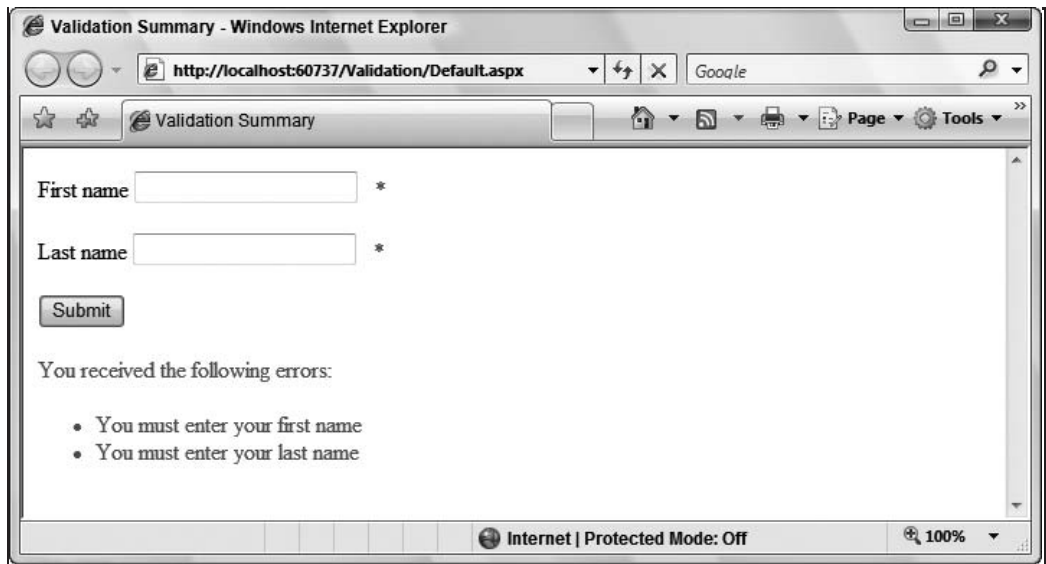 Validation Summary - Windows Internet Explorer
http://localhost:60737/Validation/Default.aspx
Google
Validation Summary
Page
Tools
First name *
Last name *
Submit
You received the following errors:
• You must enter your first name
• You must enter your last name
Internet | Protected Mode: Off
100%